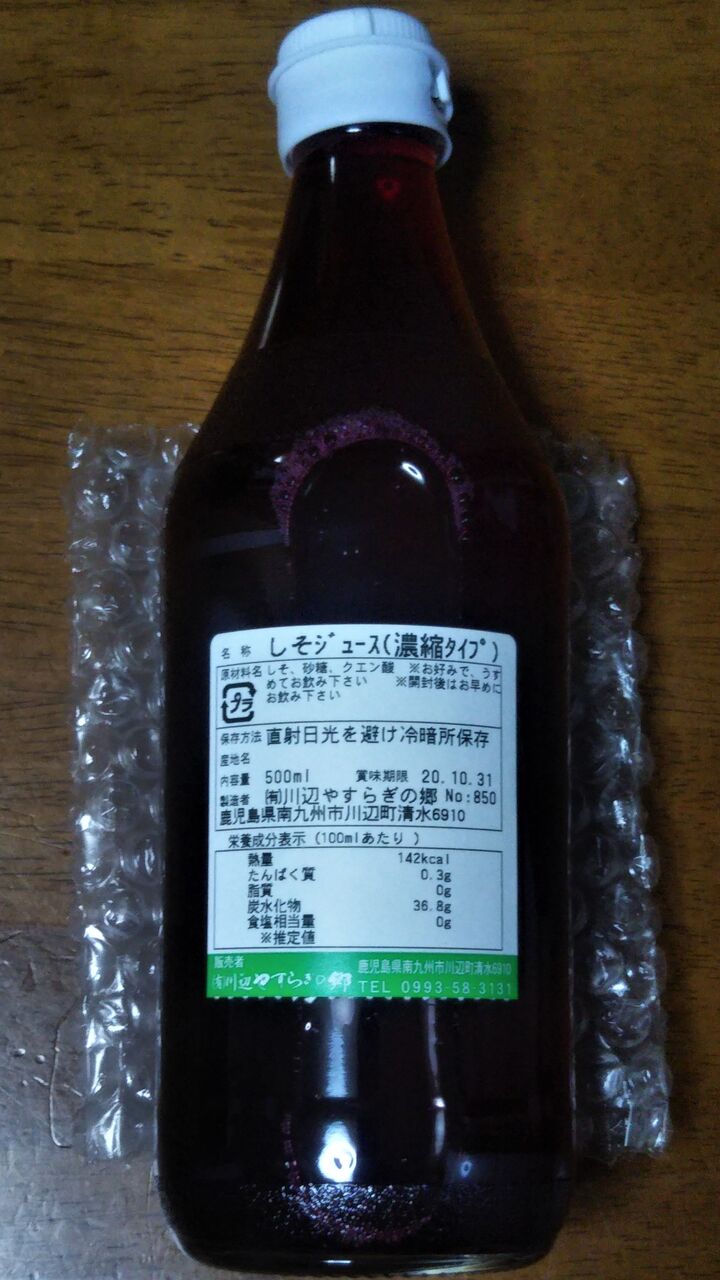 名称 しそジュース(濃縮タイプ)
原材料名 しそ、砂糖、クエン酸 ※お好みで、うす
めてお飲み下さい ※開封後はお早めに
お飲み下さい
プラ
保存方法 直射日光を避け冷暗所保存
産地名
内容量 500ml 賞味期限 20.10.31
製造者 ㈲川辺やすらぎの郷 No:850
鹿児島県南九州市川辺町清水6910
栄養成分表示(100mlあたり)
熱量 142kcal
たんぱく質 0.3g
脂質 0g
炭水化物 36.8g
食塩相当量 0g
※推定値
販売者 鹿児島県南九州市川辺町清水6910
㈲川辺やすらぎの郷 TEL 0993-58-3131